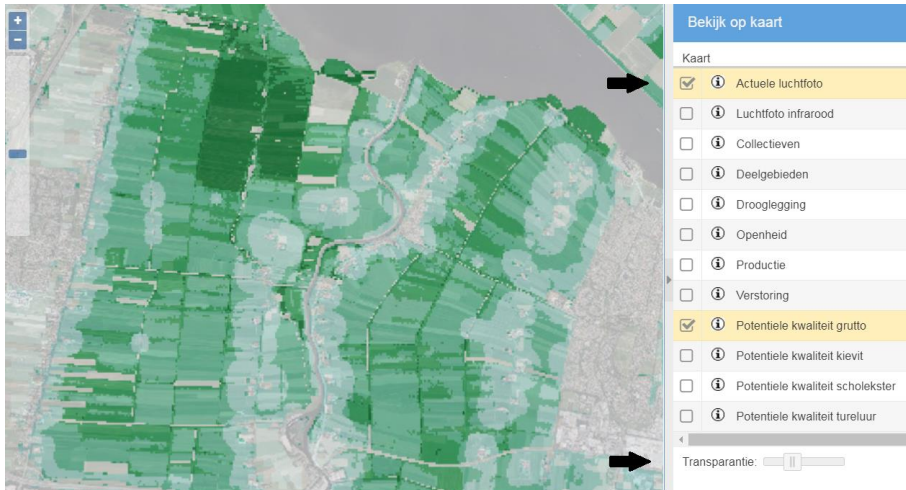 +
−
Bekijk op kaart
Kaart
Actuele luchtfoto
Luchtfoto infrarood
Collectieven
Deelgebieden
Drooglegging
Openheid
Productie
Verstoring
Potentiele kwaliteit grutto
Potentiele kwaliteit kievit
Potentiele kwaliteit scholekster
Potentiele kwaliteit tureluur
Transparantie: